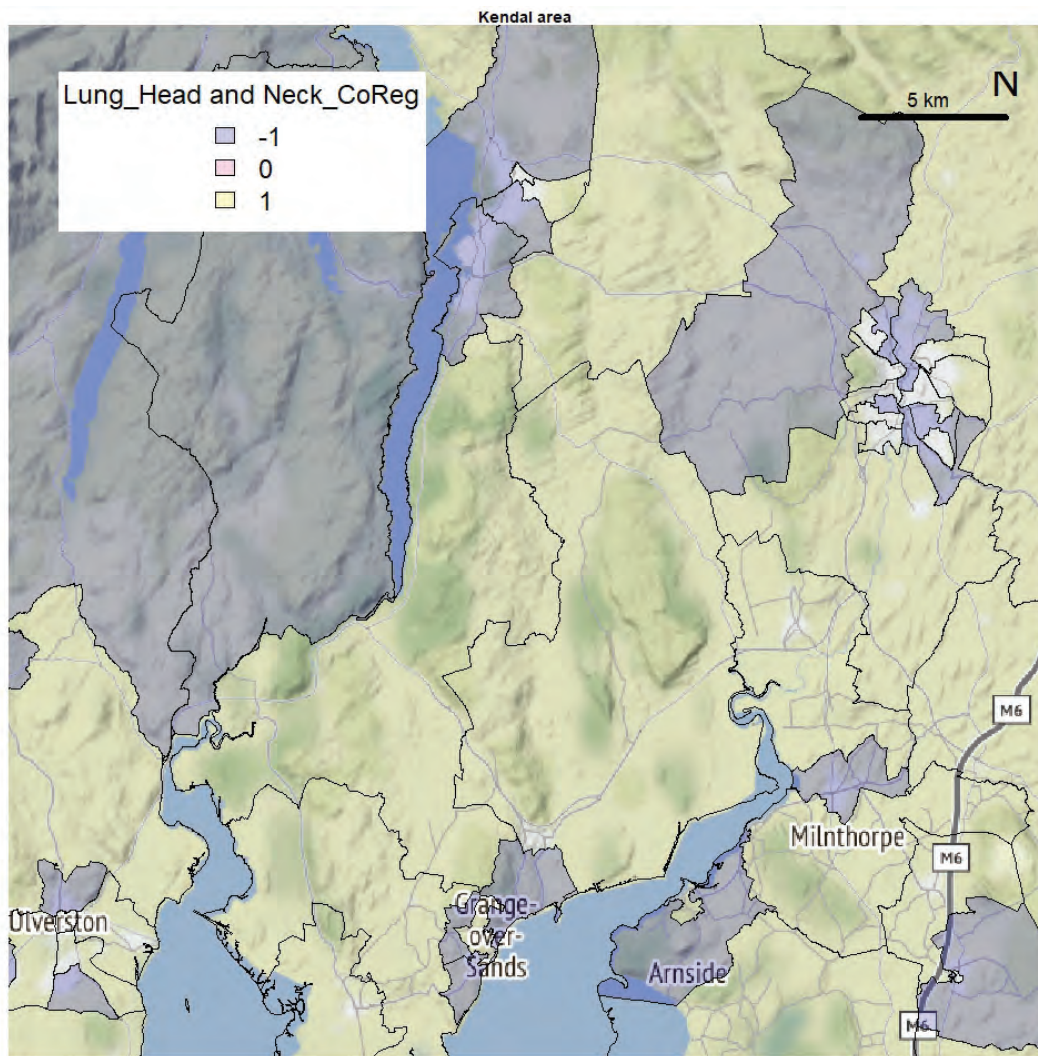 Kendal area
Lung_Head and Neck_CoReg
-1
0
1
5 km
N
M6
Milnthorpe
M6
Ulverston
Grange-
over-
Sands
Arnside
M6